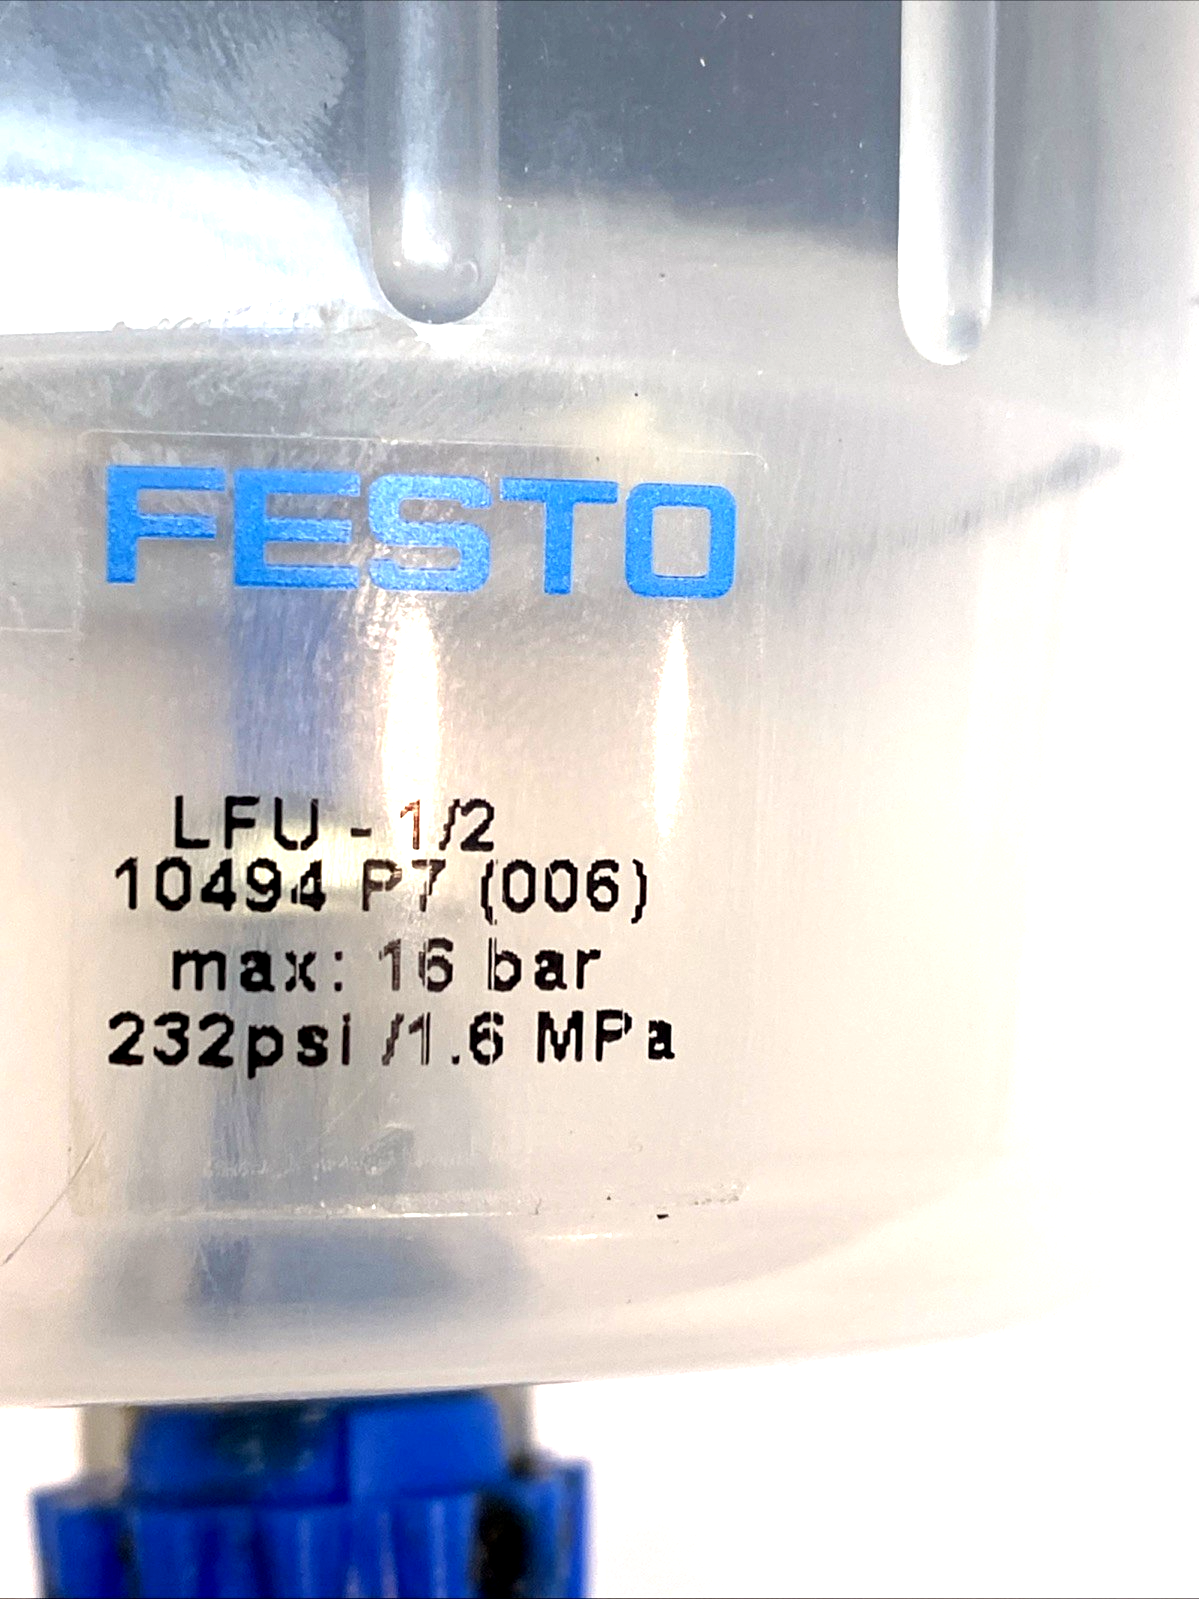 FESTO
LFU - 1/2
10494 P7 (006)
max: 16 bar
232psi /1.6 MPa